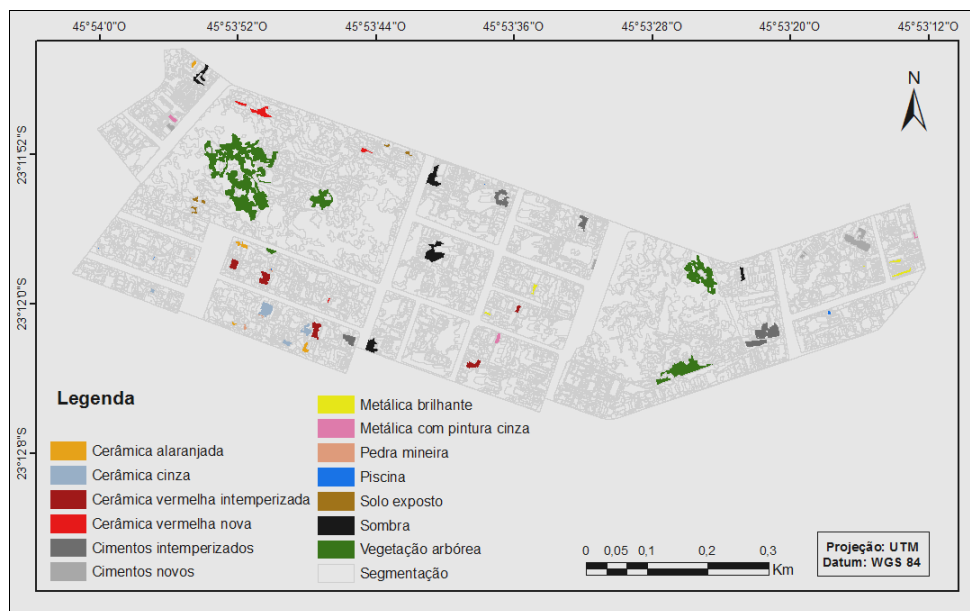 45°54'0"O
45°53'52"O
45°53'44"O
45°53'36"O
45°53'28"O
45°53'20"O
45°53'12"O
N
23°11'52"S
23°12'0"S
23°12'8"S
Legenda
Cerâmica alaranjada
Cerâmica cinza
Cerâmica vermelha intemperizada
Cerâmica vermelha nova
Cimentos intemperizados
Cimentos novos
Metálica brilhante
Metálica com pintura cinza
Pedra mineira
Piscina
Solo exposto
Sombra
Vegetação arbórea
Segmentação
0 0,05 0,1 0,2 0,3
Km
Projeção: UTM
Datum: WGS 84